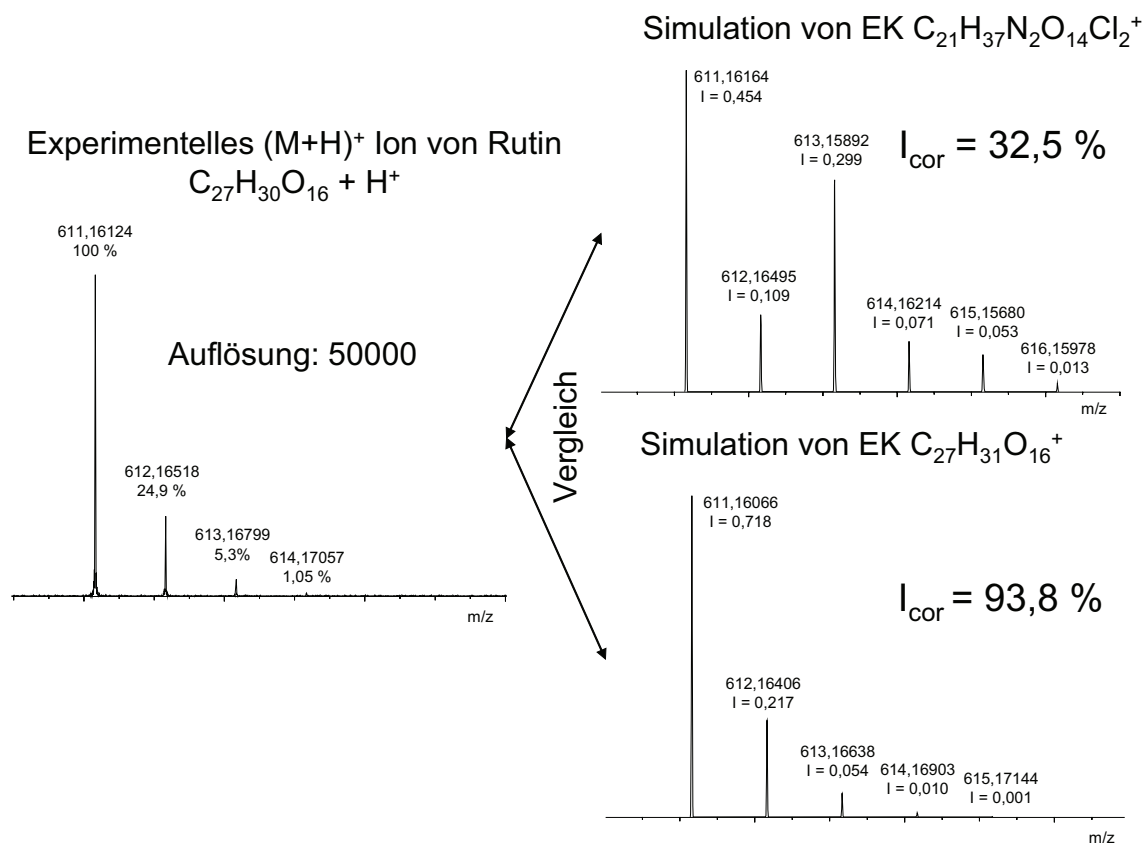 Simulation von EK C₂₁H₃₇N₂O₁₄Cl₂⁺
611,16164
I = 0,454
613,15892
I = 0,299
I_cor = 32,5 %
612,16495
I = 0,109
614,16214
I = 0,071
615,15680
I = 0,053
616,15978
I = 0,013
m/z
Experimentelles (M+H)⁺ Ion von Rutin
C₂₇H₃₀O₁₆ + H⁺
611,16124
100 %
Auflösung: 50000
612,16518
24,9 %
613,16799
5,3%
614,17057
1,05 %
m/z
Vergleich
Simulation von EK C₂₇H₃₁O₁₆⁺
611,16066
I = 0,718
I_cor = 93,8 %
612,16406
I = 0,217
613,16638
I = 0,054
614,16903
I = 0,010
615,17144
I = 0,001
m/z